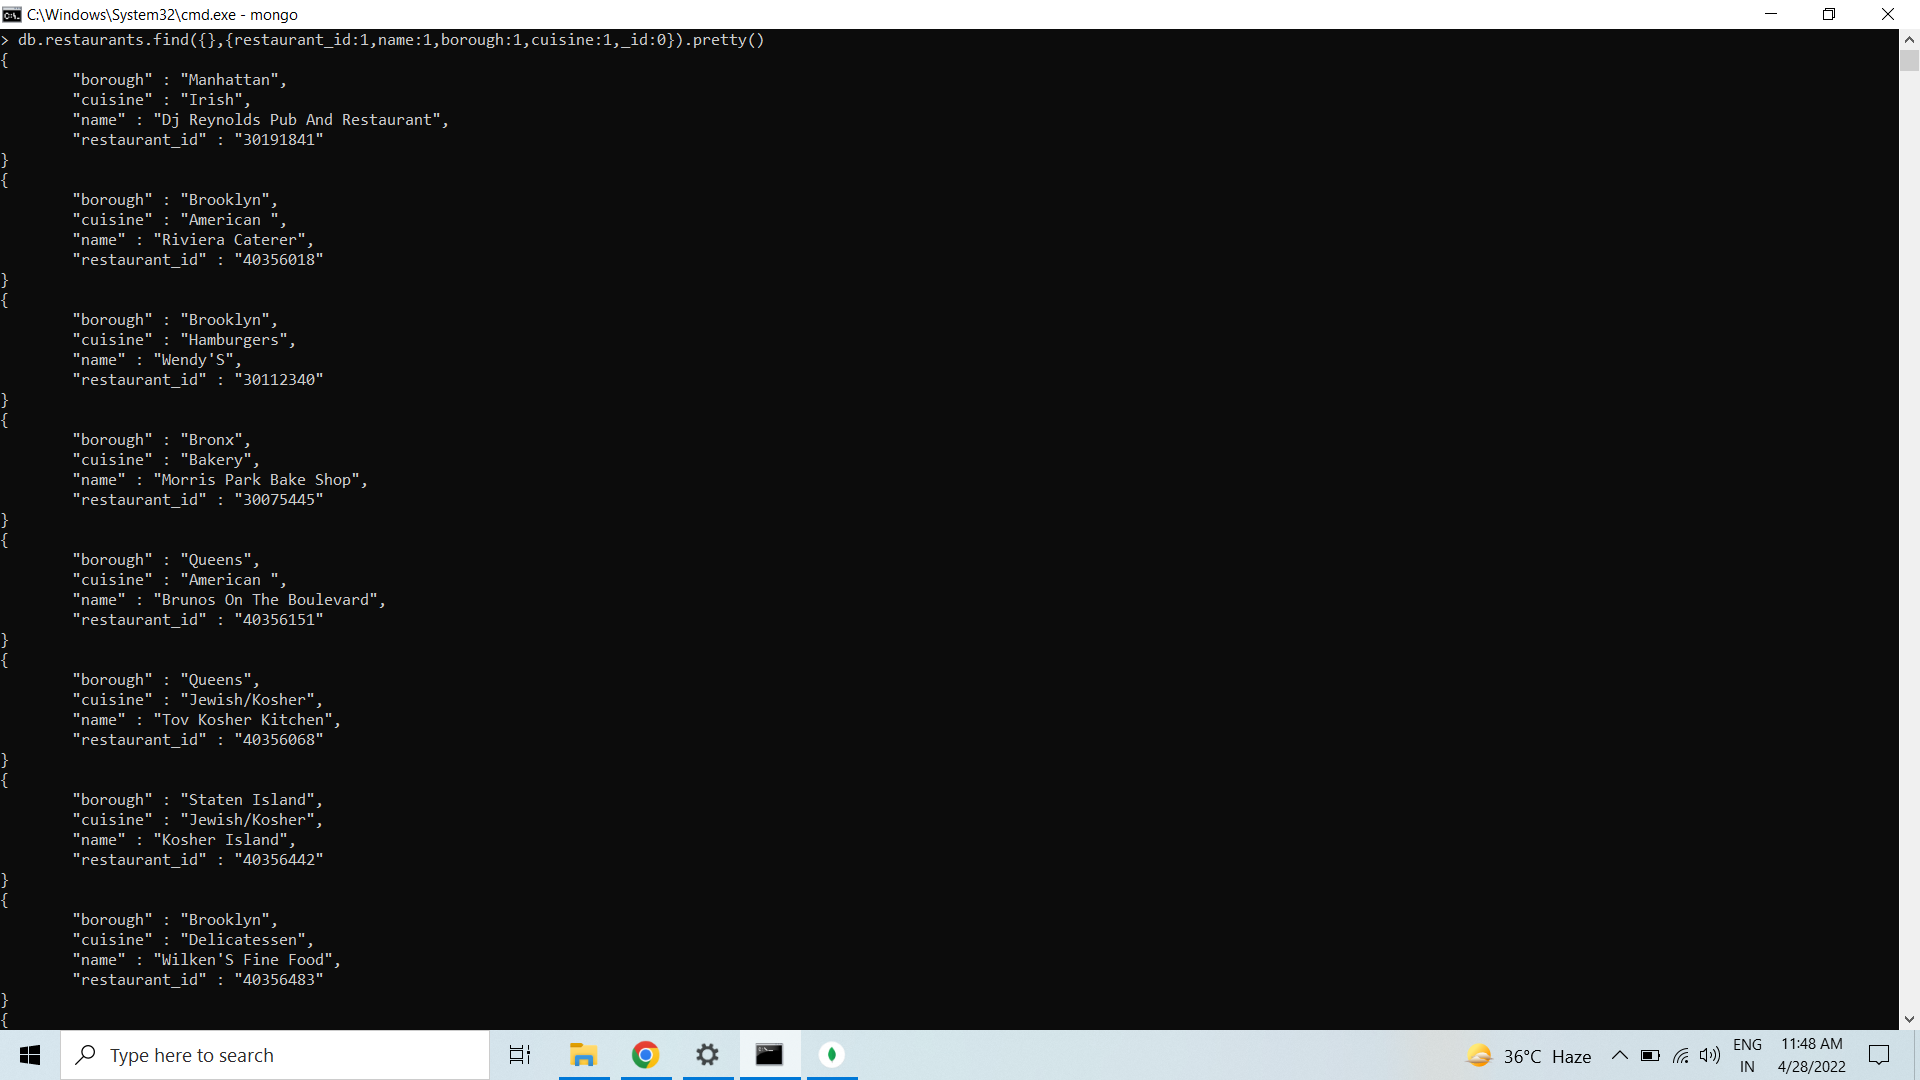 C:\Windows\System32\cmd.exe - mongo
> db.restaurants.find({},{restaurant_id:1,name:1,borough:1,cuisine:1,_id:0}).pretty()
{
"borough" : "Manhattan",
"cuisine" : "Irish",
"name" : "Dj Reynolds Pub And Restaurant",
"restaurant_id" : "30191841"
}
{
"borough" : "Brooklyn",
"cuisine" : "American ",
"name" : "Riviera Caterer",
"restaurant_id" : "40356018"
}
{
"borough" : "Brooklyn",
"cuisine" : "Hamburgers",
"name" : "Wendy'S",
"restaurant_id" : "30112340"
}
{
"borough" : "Bronx",
"cuisine" : "Bakery",
"name" : "Morris Park Bake Shop",
"restaurant_id" : "30075445"
}
{
"borough" : "Queens",
"cuisine" : "American ",
"name" : "Brunos On The Boulevard",
"restaurant_id" : "40356151"
}
{
"borough" : "Queens",
"cuisine" : "Jewish/Kosher",
"name" : "Tov Kosher Kitchen",
"restaurant_id" : "40356068"
}
{
"borough" : "Staten Island",
"cuisine" : "Jewish/Kosher",
"name" : "Kosher Island",
"restaurant_id" : "40356442"
}
{
"borough" : "Brooklyn",
"cuisine" : "Delicatessen",
"name" : "Wilken'S Fine Food",
"restaurant_id" : "40356483"
}
{
Type here to search
36°C Haze
ENG
IN
11:48 AM
4/28/2022